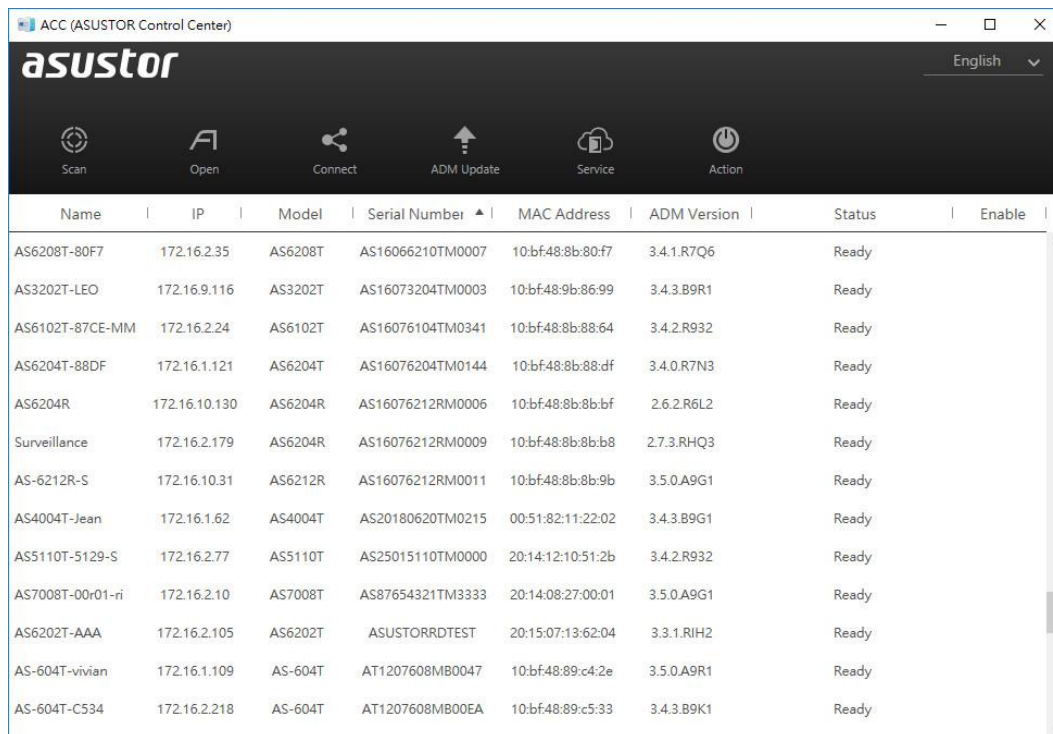 ACC (ASUSTOR Control Center)
asustor
English
Scan Open Connect ADM Update Service Action
Name IP Model Serial Number MAC Address ADM Version Status Enable
AS6208T-80F7 172.16.2.35 AS6208T AS16066210TM0007 10:bf:48:8b:80:f7 3.4.1.R7Q6 Ready
AS3202T-LEO 172.16.9.116 AS3202T AS16073204TM0003 10:bf:48:9b:86:99 3.4.3.B9R1 Ready
AS6102T-87CE-MM 172.16.2.24 AS6102T AS16076104TM0341 10:bf:48:8b:88:64 3.4.2.R932 Ready
AS6204T-88DF 172.16.1.121 AS6204T AS16076204TM0144 10:bf:48:8b:88:df 3.4.0.R7N3 Ready
AS6204R 172.16.10.130 AS6204R AS16076212RM0006 10:bf:48:8b:8b:bf 2.6.2.R6L2 Ready
Surveillance 172.16.2.179 AS6204R AS16076212RM0009 10:bf:48:8b:8b:b8 2.7.3.RHQ3 Ready
AS-6212R-S 172.16.10.31 AS6212R AS16076212RM0011 10:bf:48:8b:8b:9b 3.5.0.A9G1 Ready
AS4004T-Jean 172.16.1.62 AS4004T AS20180620TM0215 00:51:82:11:22:02 3.4.3.B9G1 Ready
AS5110T-5129-S 172.16.2.77 AS5110T AS25015110TM0000 20:14:12:10:51:2b 3.4.2.R932 Ready
AS7008T-00r01-ri 172.16.2.10 AS7008T AS87654321TM3333 20:14:08:27:00:01 3.5.0.A9G1 Ready
AS6202T-AAA 172.16.2.105 AS6202T ASUSTORRDTEST 20:15:07:13:62:04 3.3.1.RIH2 Ready
AS-604T-vivian 172.16.1.109 AS-604T AT1207608MB0047 10:bf:48:89:c4:2e 3.5.0.A9R1 Ready
AS-604T-C534 172.16.2.218 AS-604T AT1207608MB00EA 10:bf:48:89:c5:33 3.4.3.B9K1 Ready